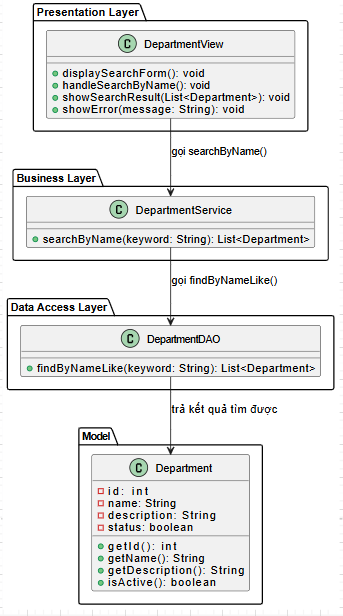 Presentation Layer
C DepartmentView
displaySearchForm(): void
handleSearchByName(): void
showSearchResult(List<Department>): void
showError(message: String): void
gọi searchByName()
Business Layer
C DepartmentService
searchByName(keyword: String): List<Department>
gọi findByNameLike()
Data Access Layer
C DepartmentDAO
findByNameLike(keyword: String): List<Department>
trả kết quả tìm được
Model
C Department
id: int
name: String
description: String
status: boolean
getId(): int
getName(): String
getDescription(): String
isActive(): boolean